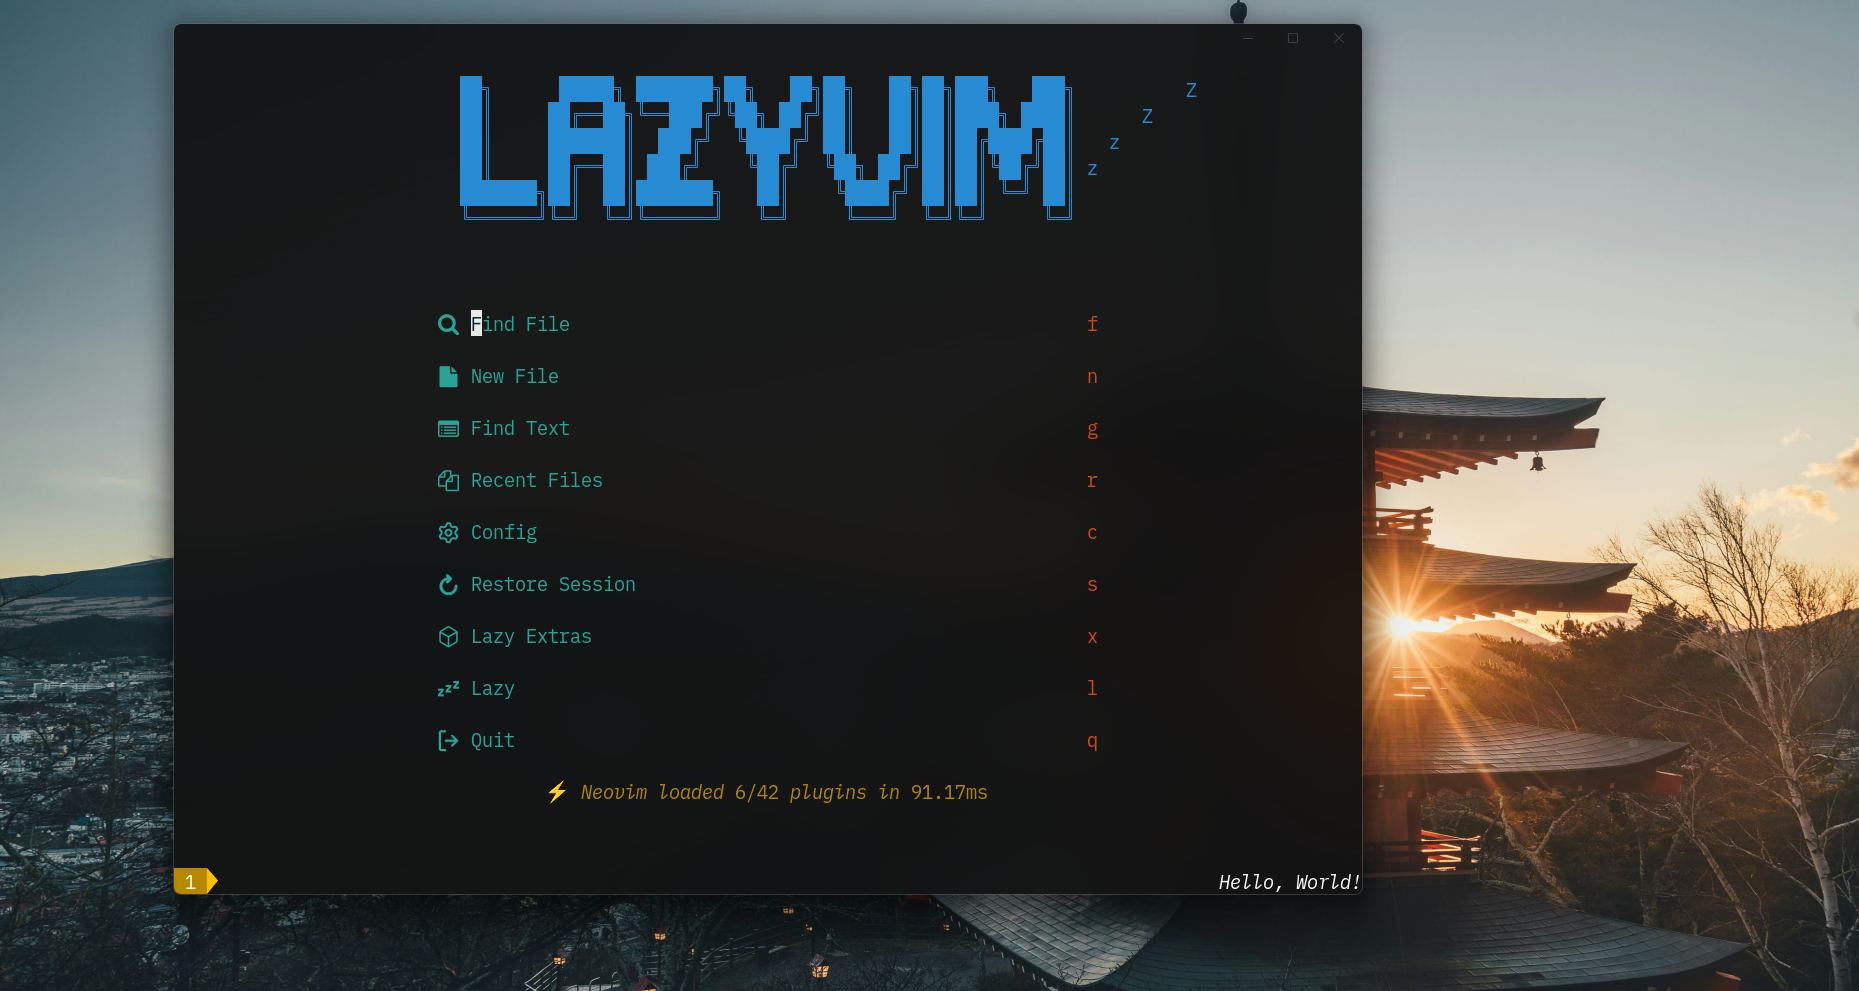 LAZYVIM
Z
Z
z
z
Find File f
New File n
Find Text g
Recent Files r
Config c
Restore Session s
Lazy Extras x
zzz Lazy l
Quit q
⚡ Neovim loaded 6/42 plugins in 91.17ms
1 Hello, World!